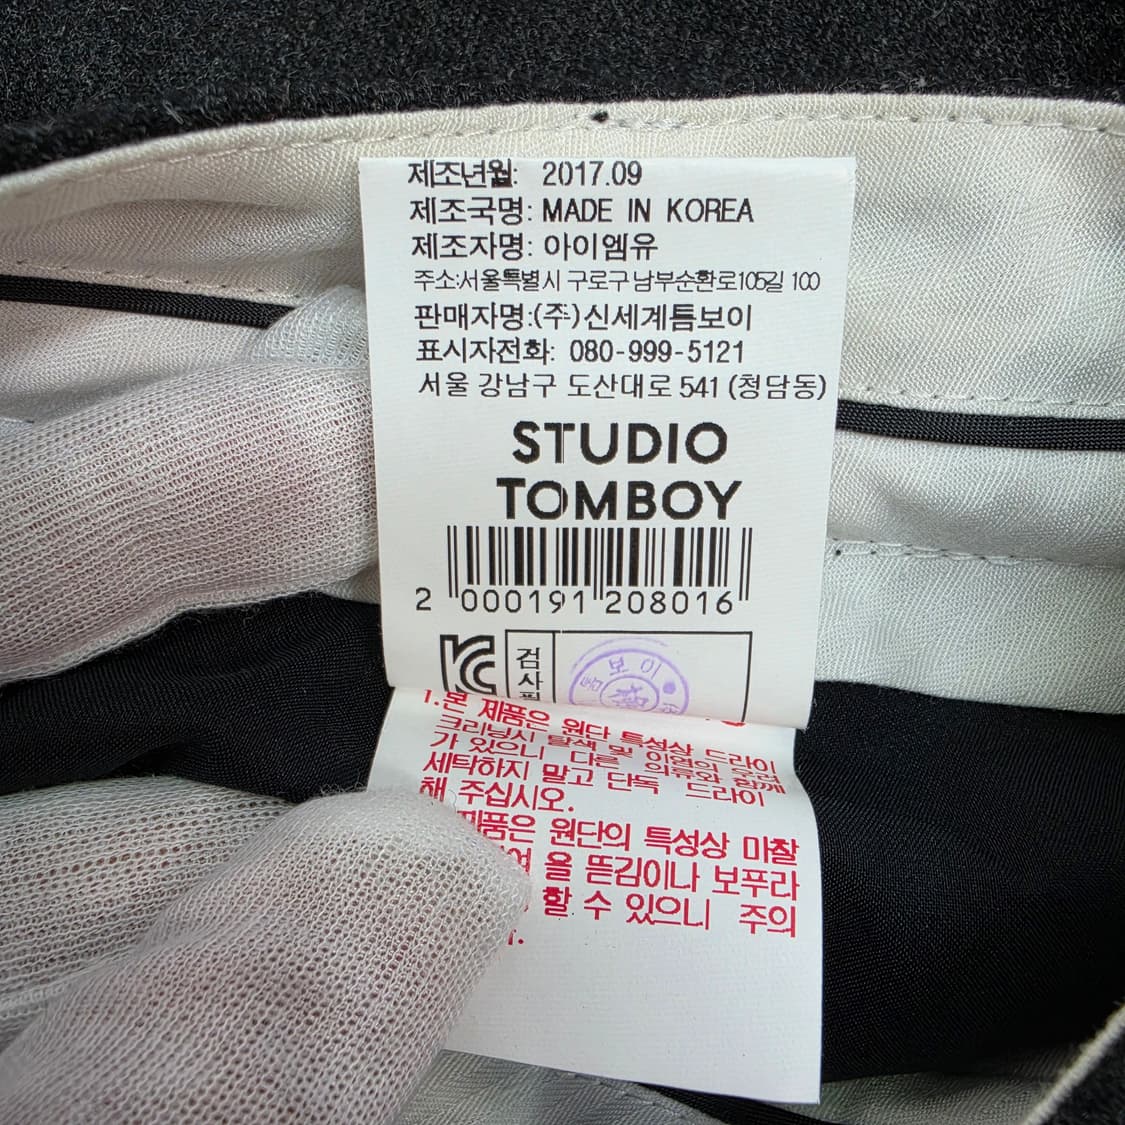 제조년월: 2017.09
제조국명: MADE IN KOREA
제조자명: 아이엠유
주소:서울특별시 구로구 남부순환로105길 100
판매자명:(주)신세계톰보이
표시자전화: 080-999-5121
서울 강남구 도산대로 541 (청담동)
STUDIO
TOMBOY
2 000191 208016
KC
검사
보이
1.본 제품은 원단 특성상 드라이
크리닝시 탈색 및 이염의 우려
가 있으니 다른 의류와 함께
세탁하지 말고 단독 드라이
해 주십시오.
제품은 원단의 특성상 마찰
올 뜯김이나 보푸라
할 수 있으니 주의